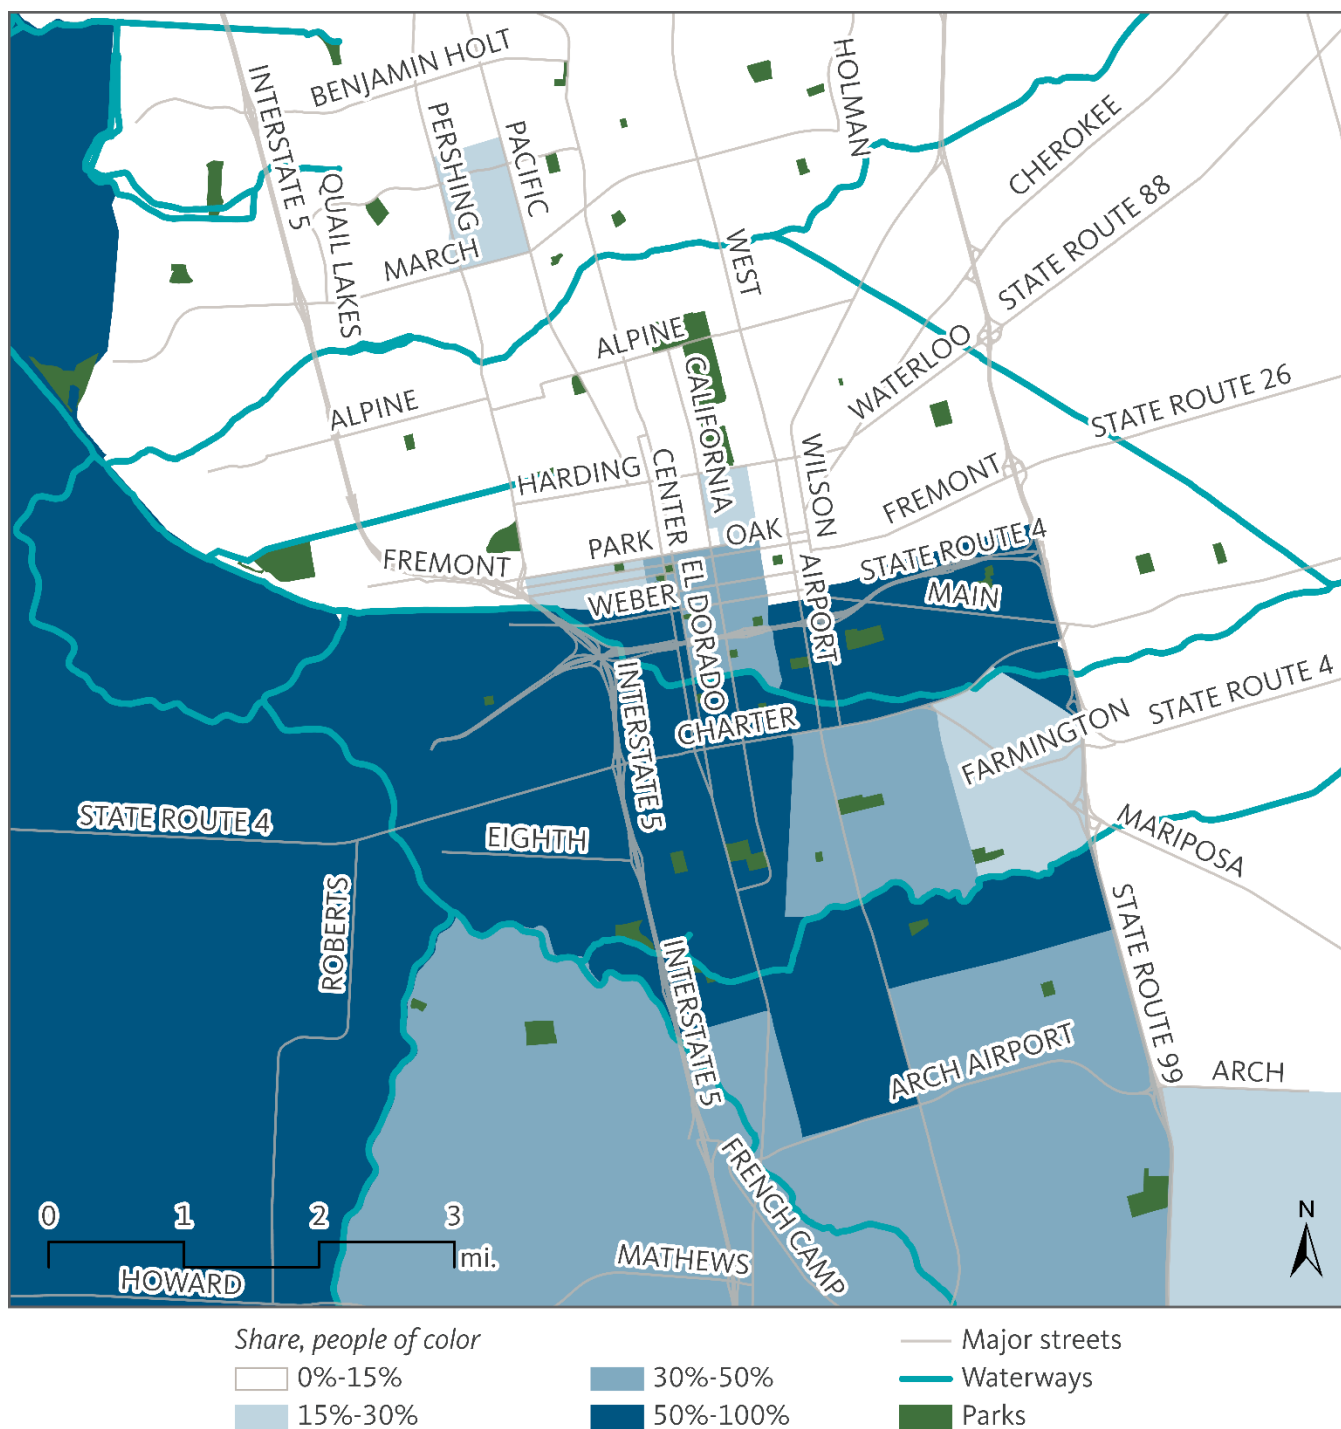 BENJAMIN HOLT
HOLMAN
INTERSTATE 5
PERSHING
PACIFIC
CHEROKEE
QUAIL LAKES
STATE ROUTE 88
MARCH
WEST
ALPINE
CALIFORNIA
WATERLOO
STATE ROUTE 26
ALPINE
HARDING
CENTER
WILSON
FREMONT
FREMONT
PARK
OAK
STATE ROUTE 4
WEBER
EL DORADO
AIRPORT
MAIN
INTERSTATE 5
CHARTER
FARMINGTON
STATE ROUTE 4
STATE ROUTE 4
EIGHTH
MARIPOSA
ROBERTS
INTERSTATE 5
STATE ROUTE 99
ARCH AIRPORT
ARCH
FRENCH CAMP
MATHEWS
HOWARD
0 1 2 3
mi.
N
Share, people of color
0%-15%
15%-30%
30%-50%
50%-100%
Major streets
Waterways
Parks